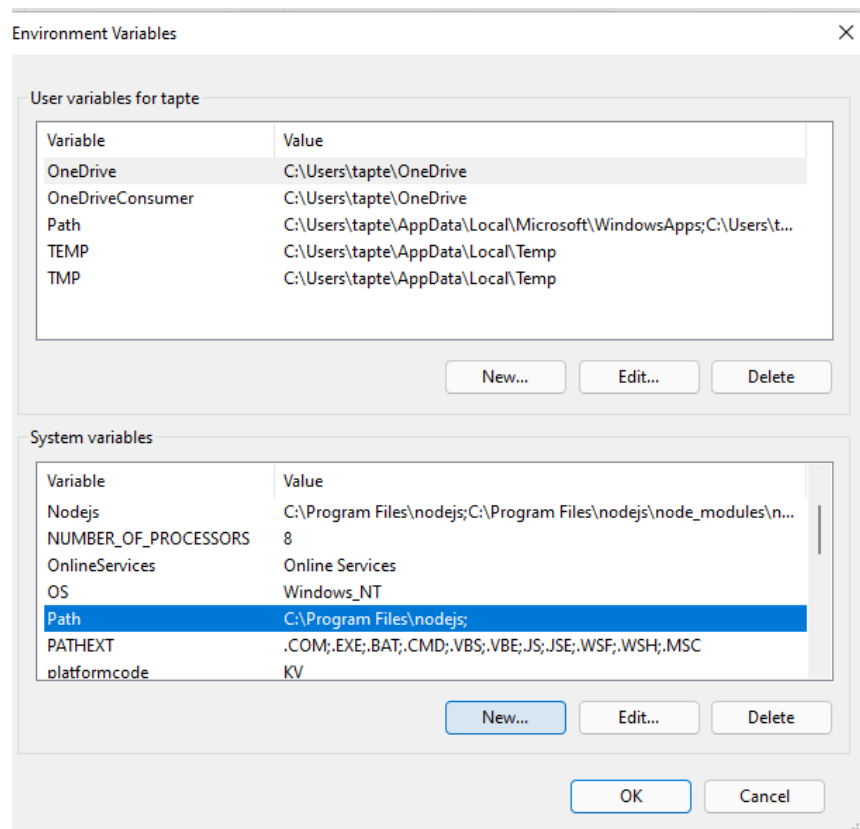 Environment Variables
User variables for tapte
Variable Value
OneDrive C:\Users\tapte\OneDrive
OneDriveConsumer C:\Users\tapte\OneDrive
Path C:\Users\tapte\AppData\Local\Microsoft\WindowsApps;C:\Users\t...
TEMP C:\Users\tapte\AppData\Local\Temp
TMP C:\Users\tapte\AppData\Local\Temp
New... Edit... Delete
System variables
Variable Value
Nodejs C:\Program Files\nodejs;C:\Program Files\nodejs\node_modules\n...
NUMBER_OF_PROCESSORS 8
OnlineServices Online Services
OS Windows_NT
Path C:\Program Files\nodejs;
PATHEXT .COM;.EXE;.BAT;.CMD;.VBS;.VBE;.JS;.JSE;.WSF;.WSH;.MSC
platformcode KV
New... Edit... Delete
OK Cancel